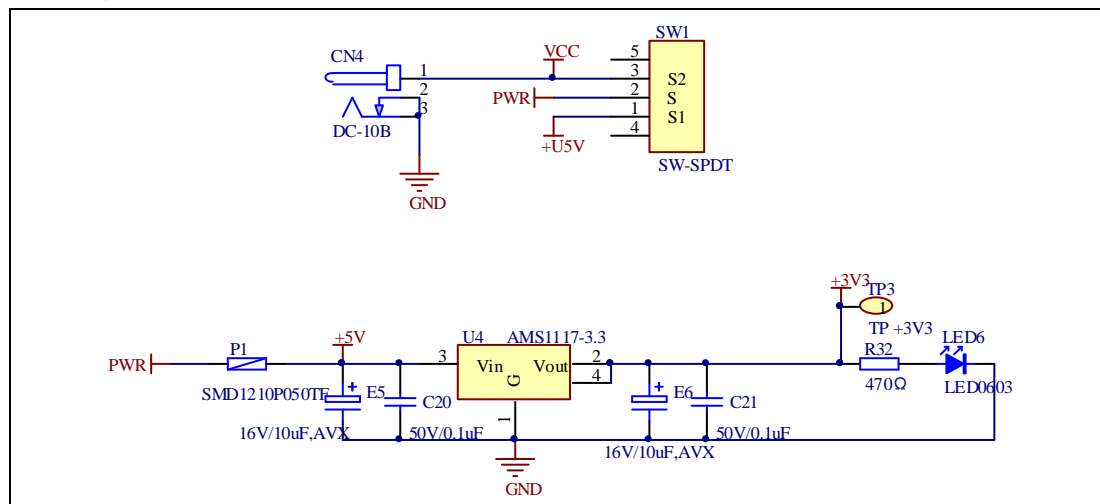 SW1
CN4
VCC
5
1
3
S2
2
PWR
2
S
3
1
S1
DC-10B
+U5V
4
SW-SPDT
GND
+3V3
TP3
1
TP +3V3
P1
+5V
U4
AMS1117-3.3
R32
LED6
PWR
3
Vin
G
Vout
2
4
SMD1210P050TF
E5
C20
1
E6
C21
470Ω
LED0603
16V/10uF,AVX
50V/0.1uF
16V/10uF,AVX
50V/0.1uF
GND